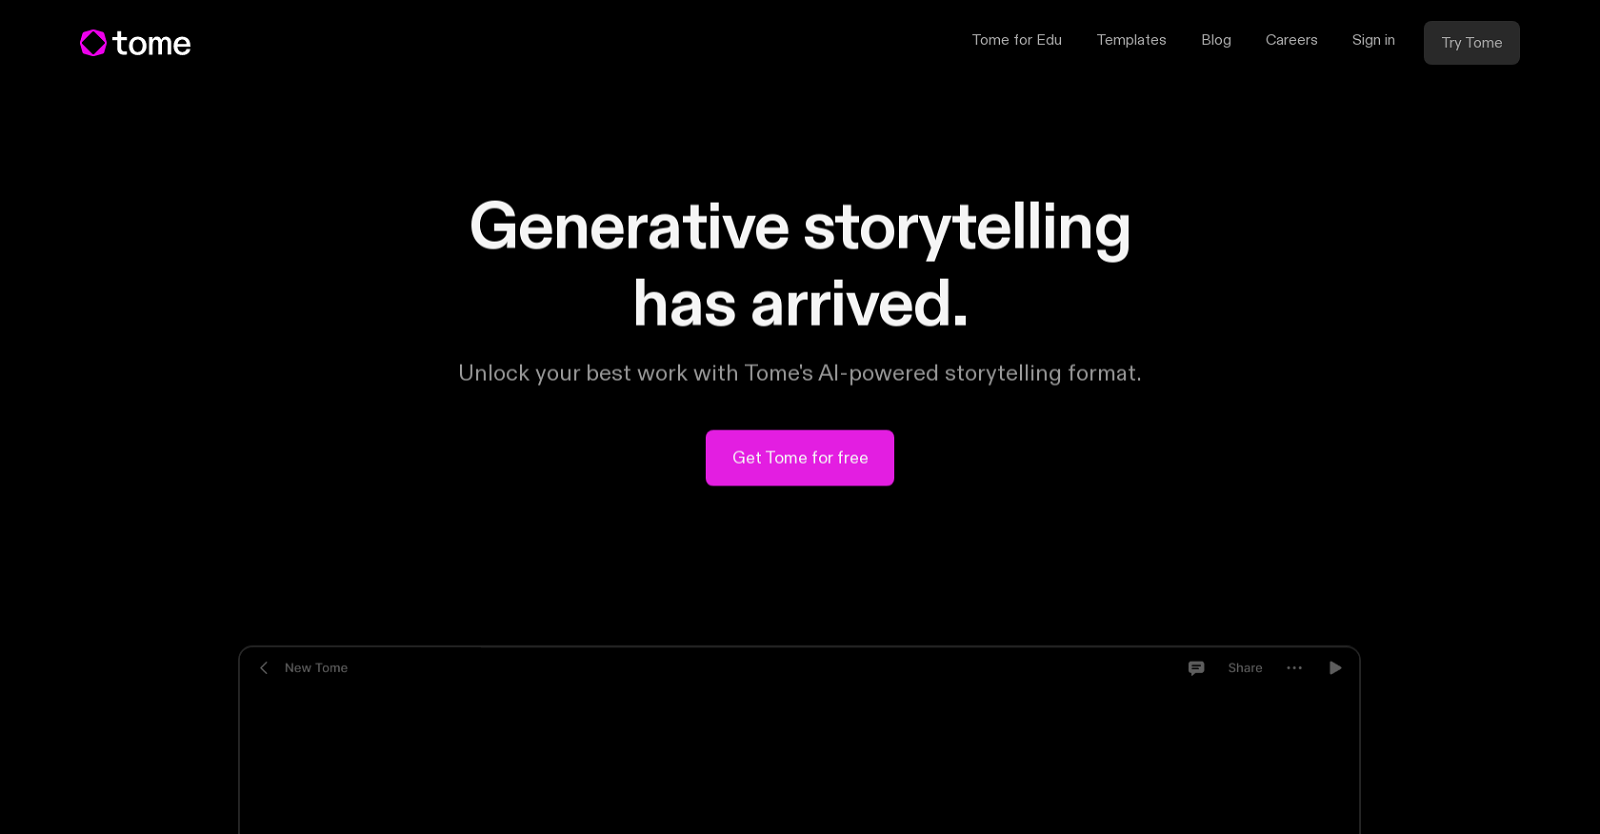 tome
Tome for Edu
Templates
Blog
Careers
Sign in
Try Tome
Generative storytelling
has arrived.
Unlock your best work with Tome's AI-powered storytelling format.
Get Tome for free
New Tome
Share